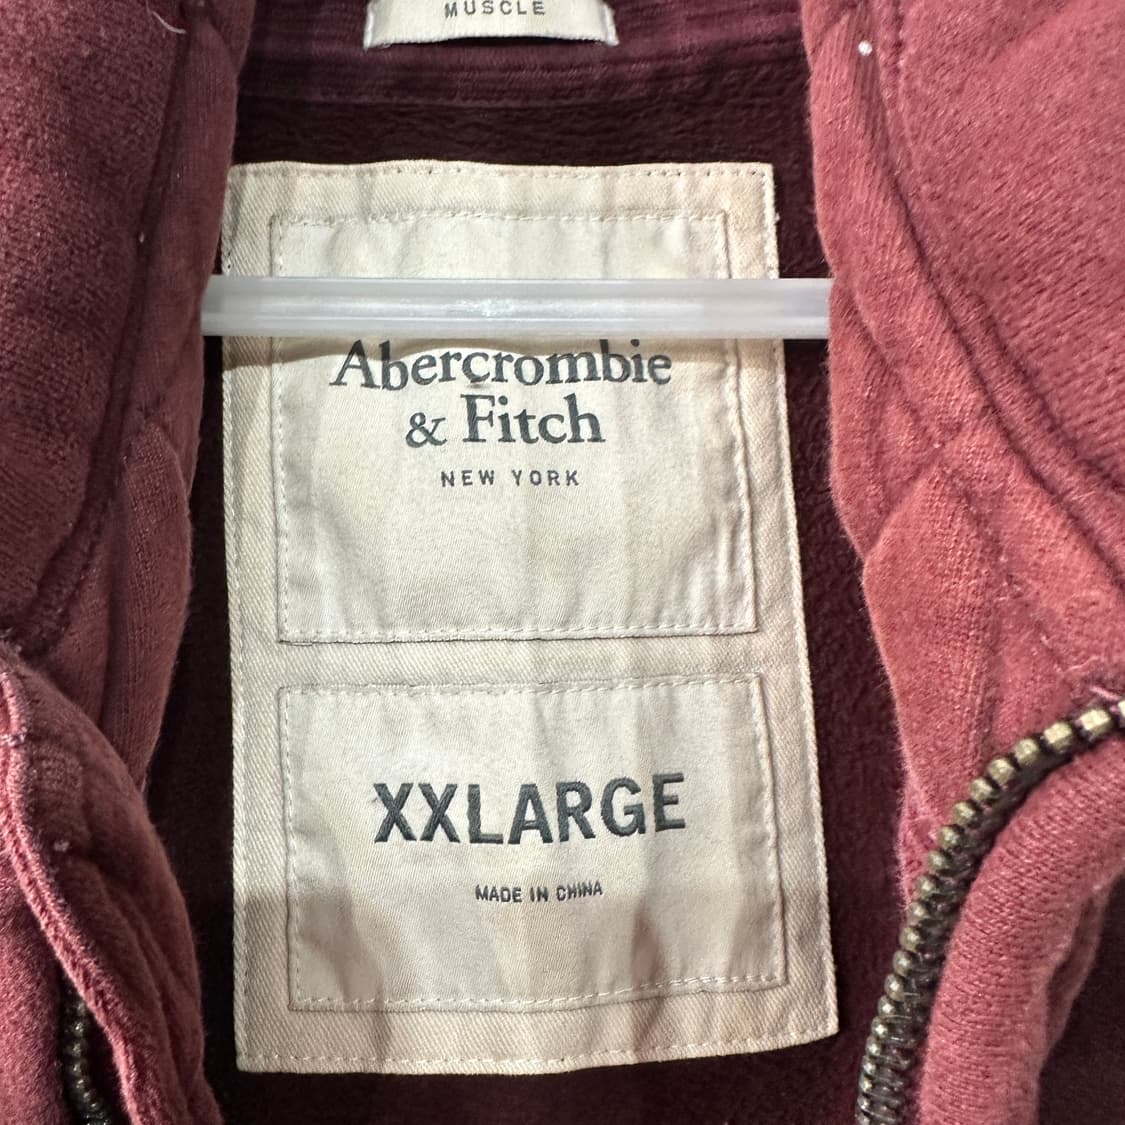 MUSCLE
Abercrombie
& Fitch
NEW YORK
XXLARGE
MADE IN CHINA